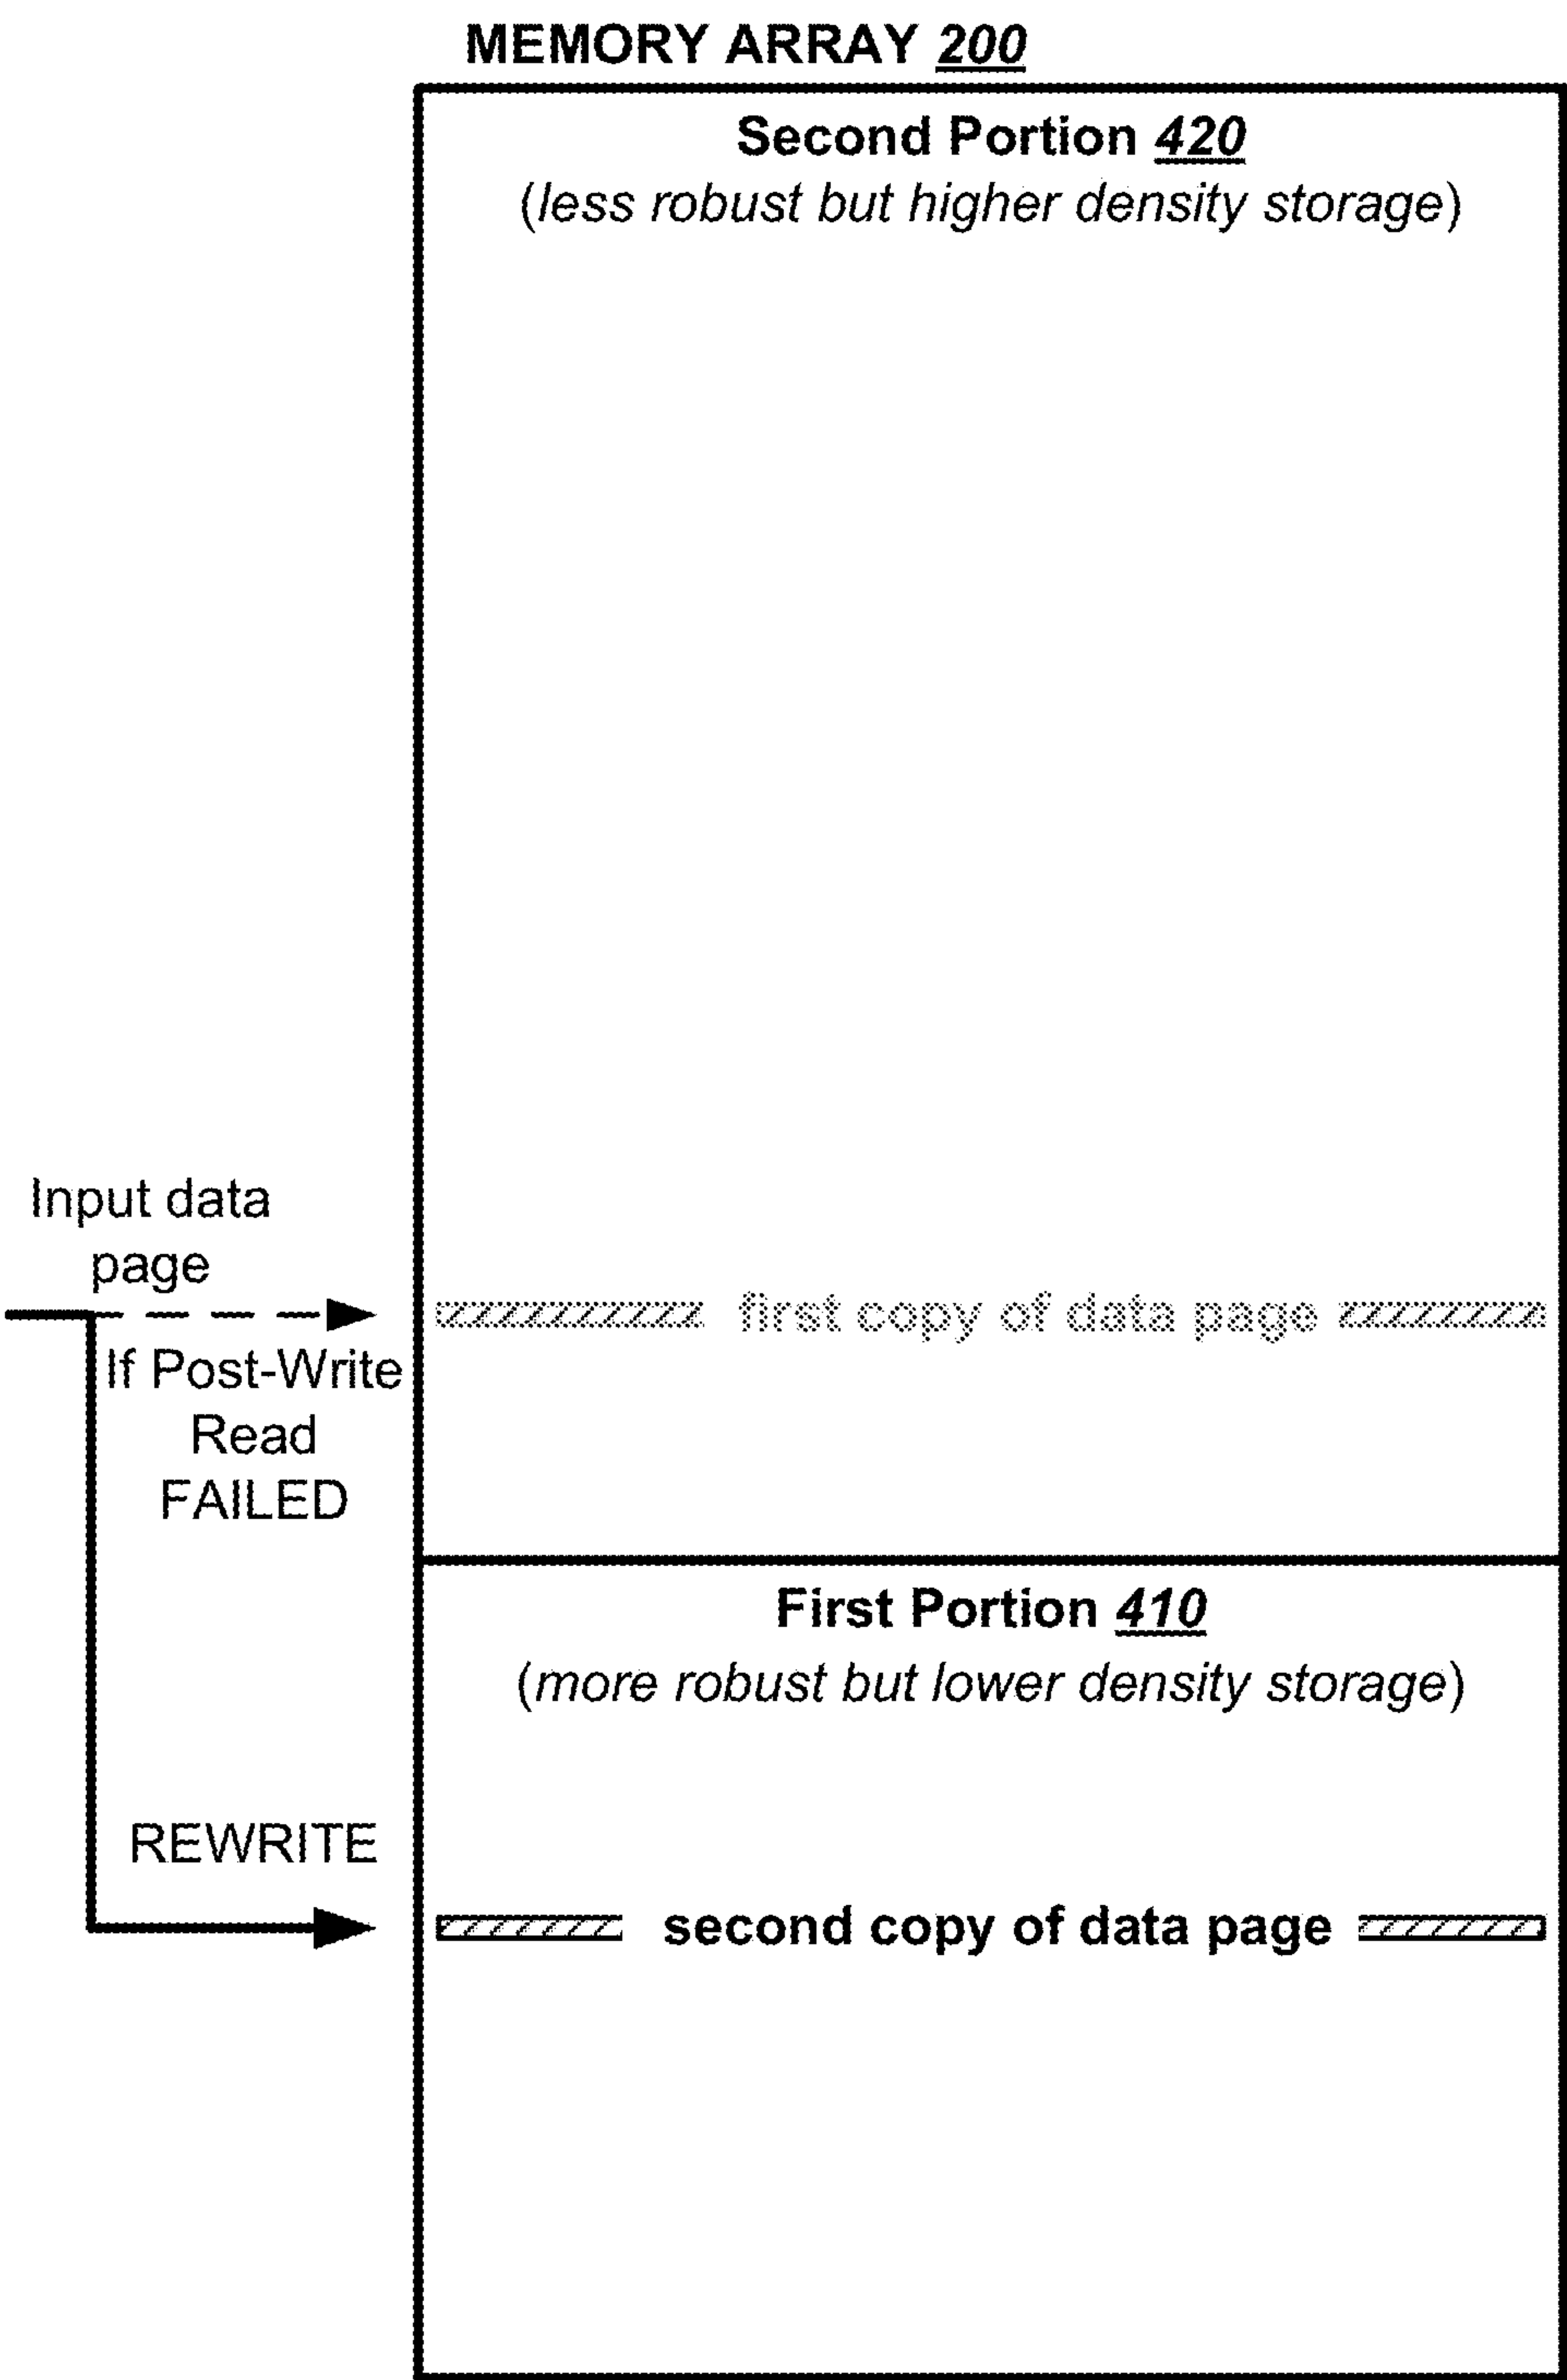 MEMORY ARRAY 200
Second Portion 420
(less robust but higher density storage)
Input data
page
first copy of data page
If Post-Write
Read
FAILED
First Portion 410
(more robust but lower density storage)
REWRITE
second copy of data page